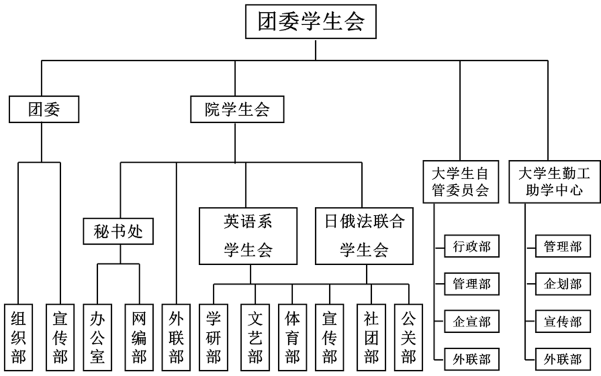 团委学生会
团委
院学生会
大学生自
管委员会
大学生勤工
助学中心
秘书处
英语系
学生会
日俄法联合
学生会
行政部
管理部
企宣部
外联部
管理部
企划部
宣传部
外联部
组织部
宣传部
办公室
网编部
外联部
学研部
文艺部
体育部
宣传部
社团部
公关部